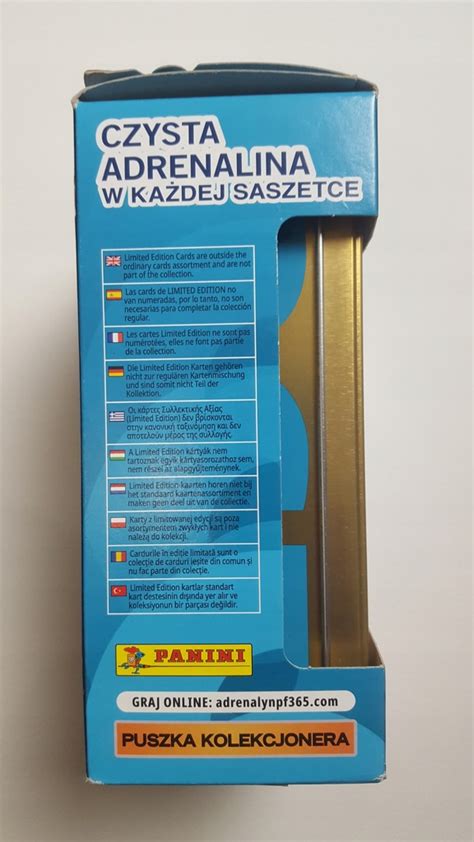 CZYSTA
ADRENALINA
W KAŻDEJ SASZETCE
Limited Edition Cards are outside the
ordinary cards assortment and are not
part of the collection.
Las cards de LIMITED EDITION no
van numeradas, por lo tanto, no son
necesarias para completar la colección
regular.
Les cartes Limited Edition ne sont pas
numérotées, elles ne font pas partie
de la collection.
Die Limited Edition Karten gehören
nicht zur regulären Kartenmischung
und sind somit nicht Teil der
Kollektion.
Οι κάρτες Συλλεκτικής Αξίας
(Limited Edition) δεν βρίσκονται
στην κανονική ταξινόμηση και δεν
αποτελούν μέρος της συλλογής.
A Limited Edition kártyák nem
tartoznak egyik kártyasorozathoz sem,
nem részei az alapgyűjteménynek.
Limited Edition kaarten horen niet bij
het standaard kaartenassortiment en
maken geen deel uit van de collectie.
Karty z limitowanej edycji są poza
asortymentem zwykłych kart i nie
należą do kolekcji.
Cardurile în ediție limitată sunt o
colecție de carduri ieșite din comun și
nu fac parte din colecție.
Limited Edition kartlar standart
kart destesinin dışında yer alır ve
koleksiyonun bir parçası değildir.
PANINI
GRAJ ONLINE: adrenalynpf365.com
PUSZKA KOLEKCJONERA